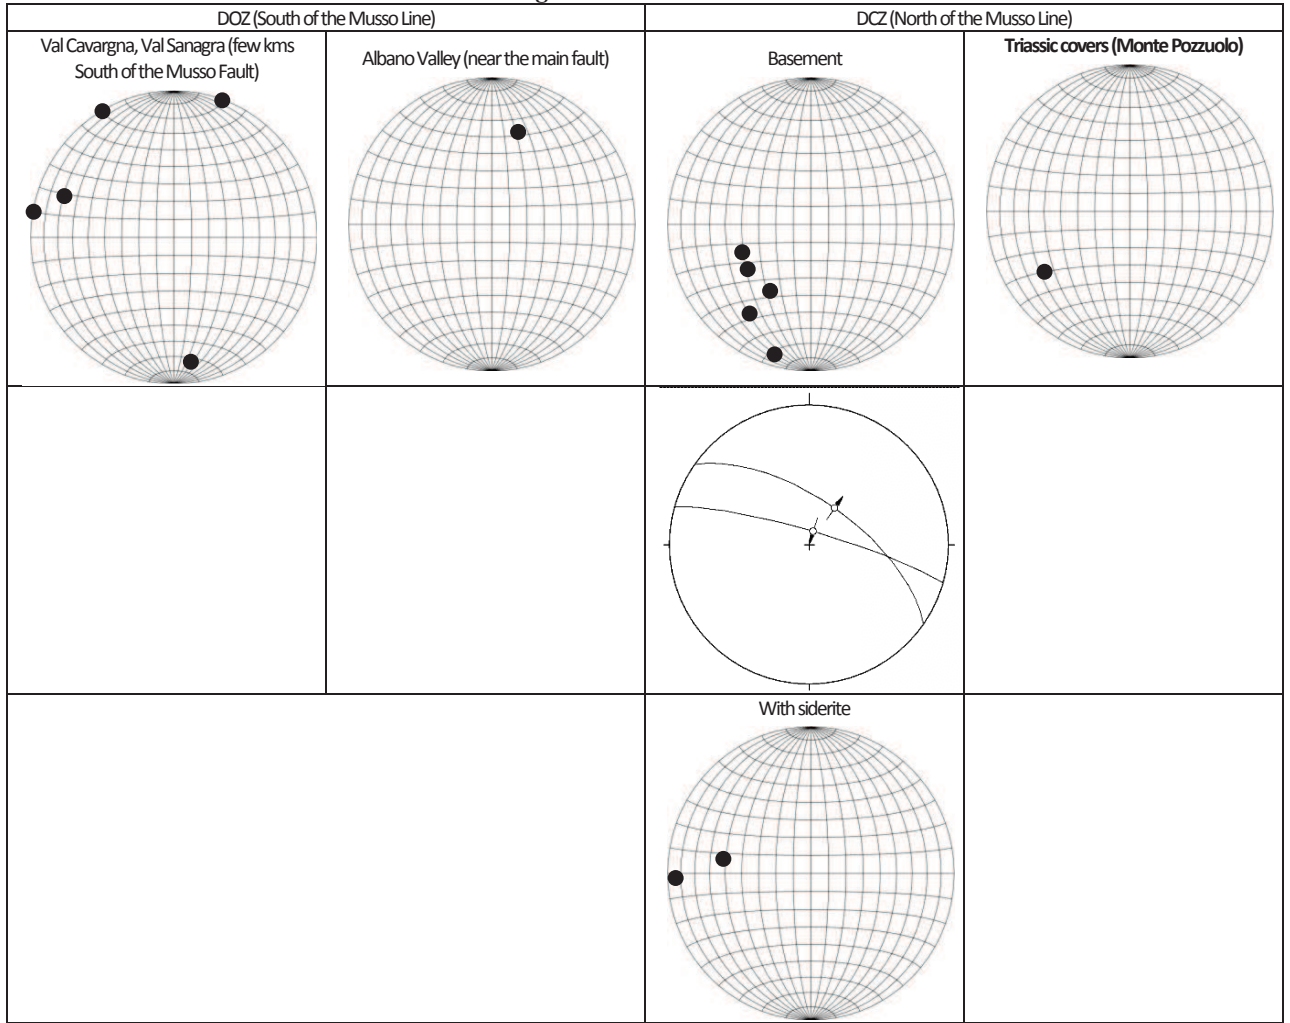 DOZ (South of the Musso Line)
DCZ (North of the Musso Line)
Val Cavargna, Val Sanagra (few kms
South of the Musso Fault)
Albano Valley (near the main fault)
Basement
Triassic covers (Monte Pozzuolo)
With siderite